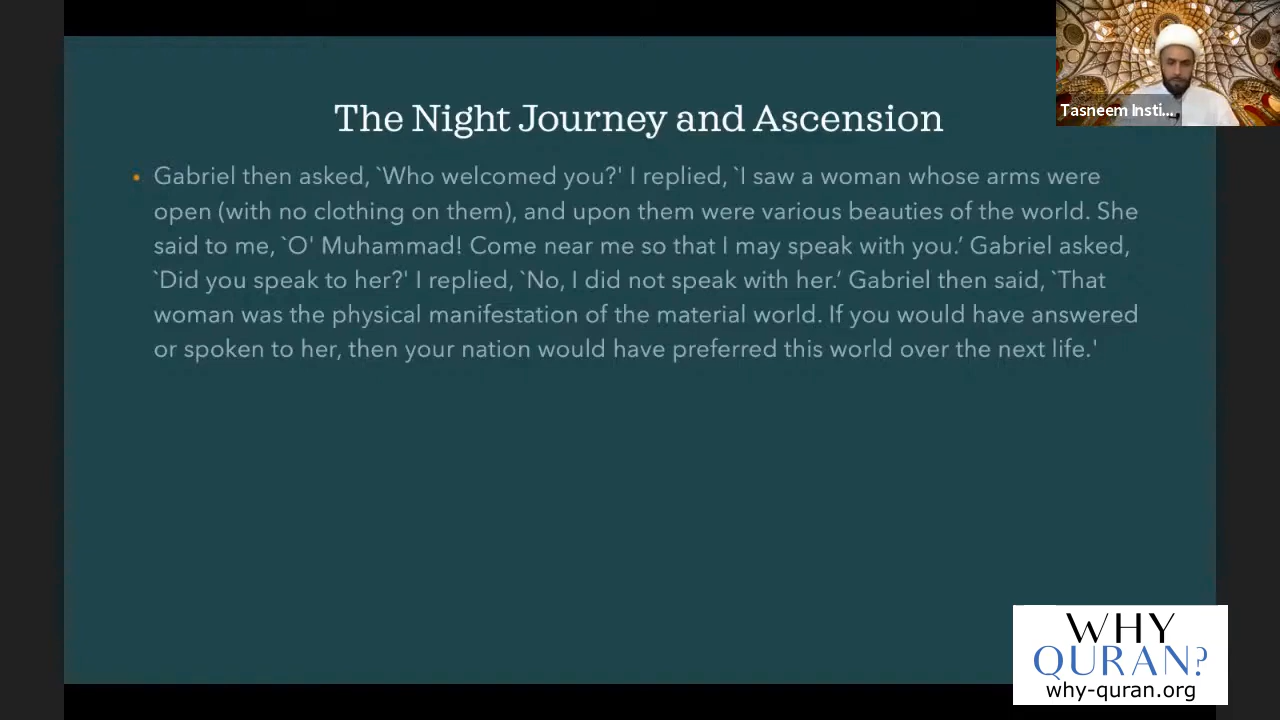 Tasneem Insti...
The Night Journey and Ascension
• Gabriel then asked, `Who welcomed you?' I replied, `I saw a woman whose arms were
open (with no clothing on them), and upon them were various beauties of the world. She
said to me, `O' Muhammad! Come near me so that I may speak with you.’ Gabriel asked,
`Did you speak to her?' I replied, `No, I did not speak with her.’ Gabriel then said, `That
woman was the physical manifestation of the material world. If you would have answered
or spoken to her, then your nation would have preferred this world over the next life.'
WHY
QURAN?
why-quran.org